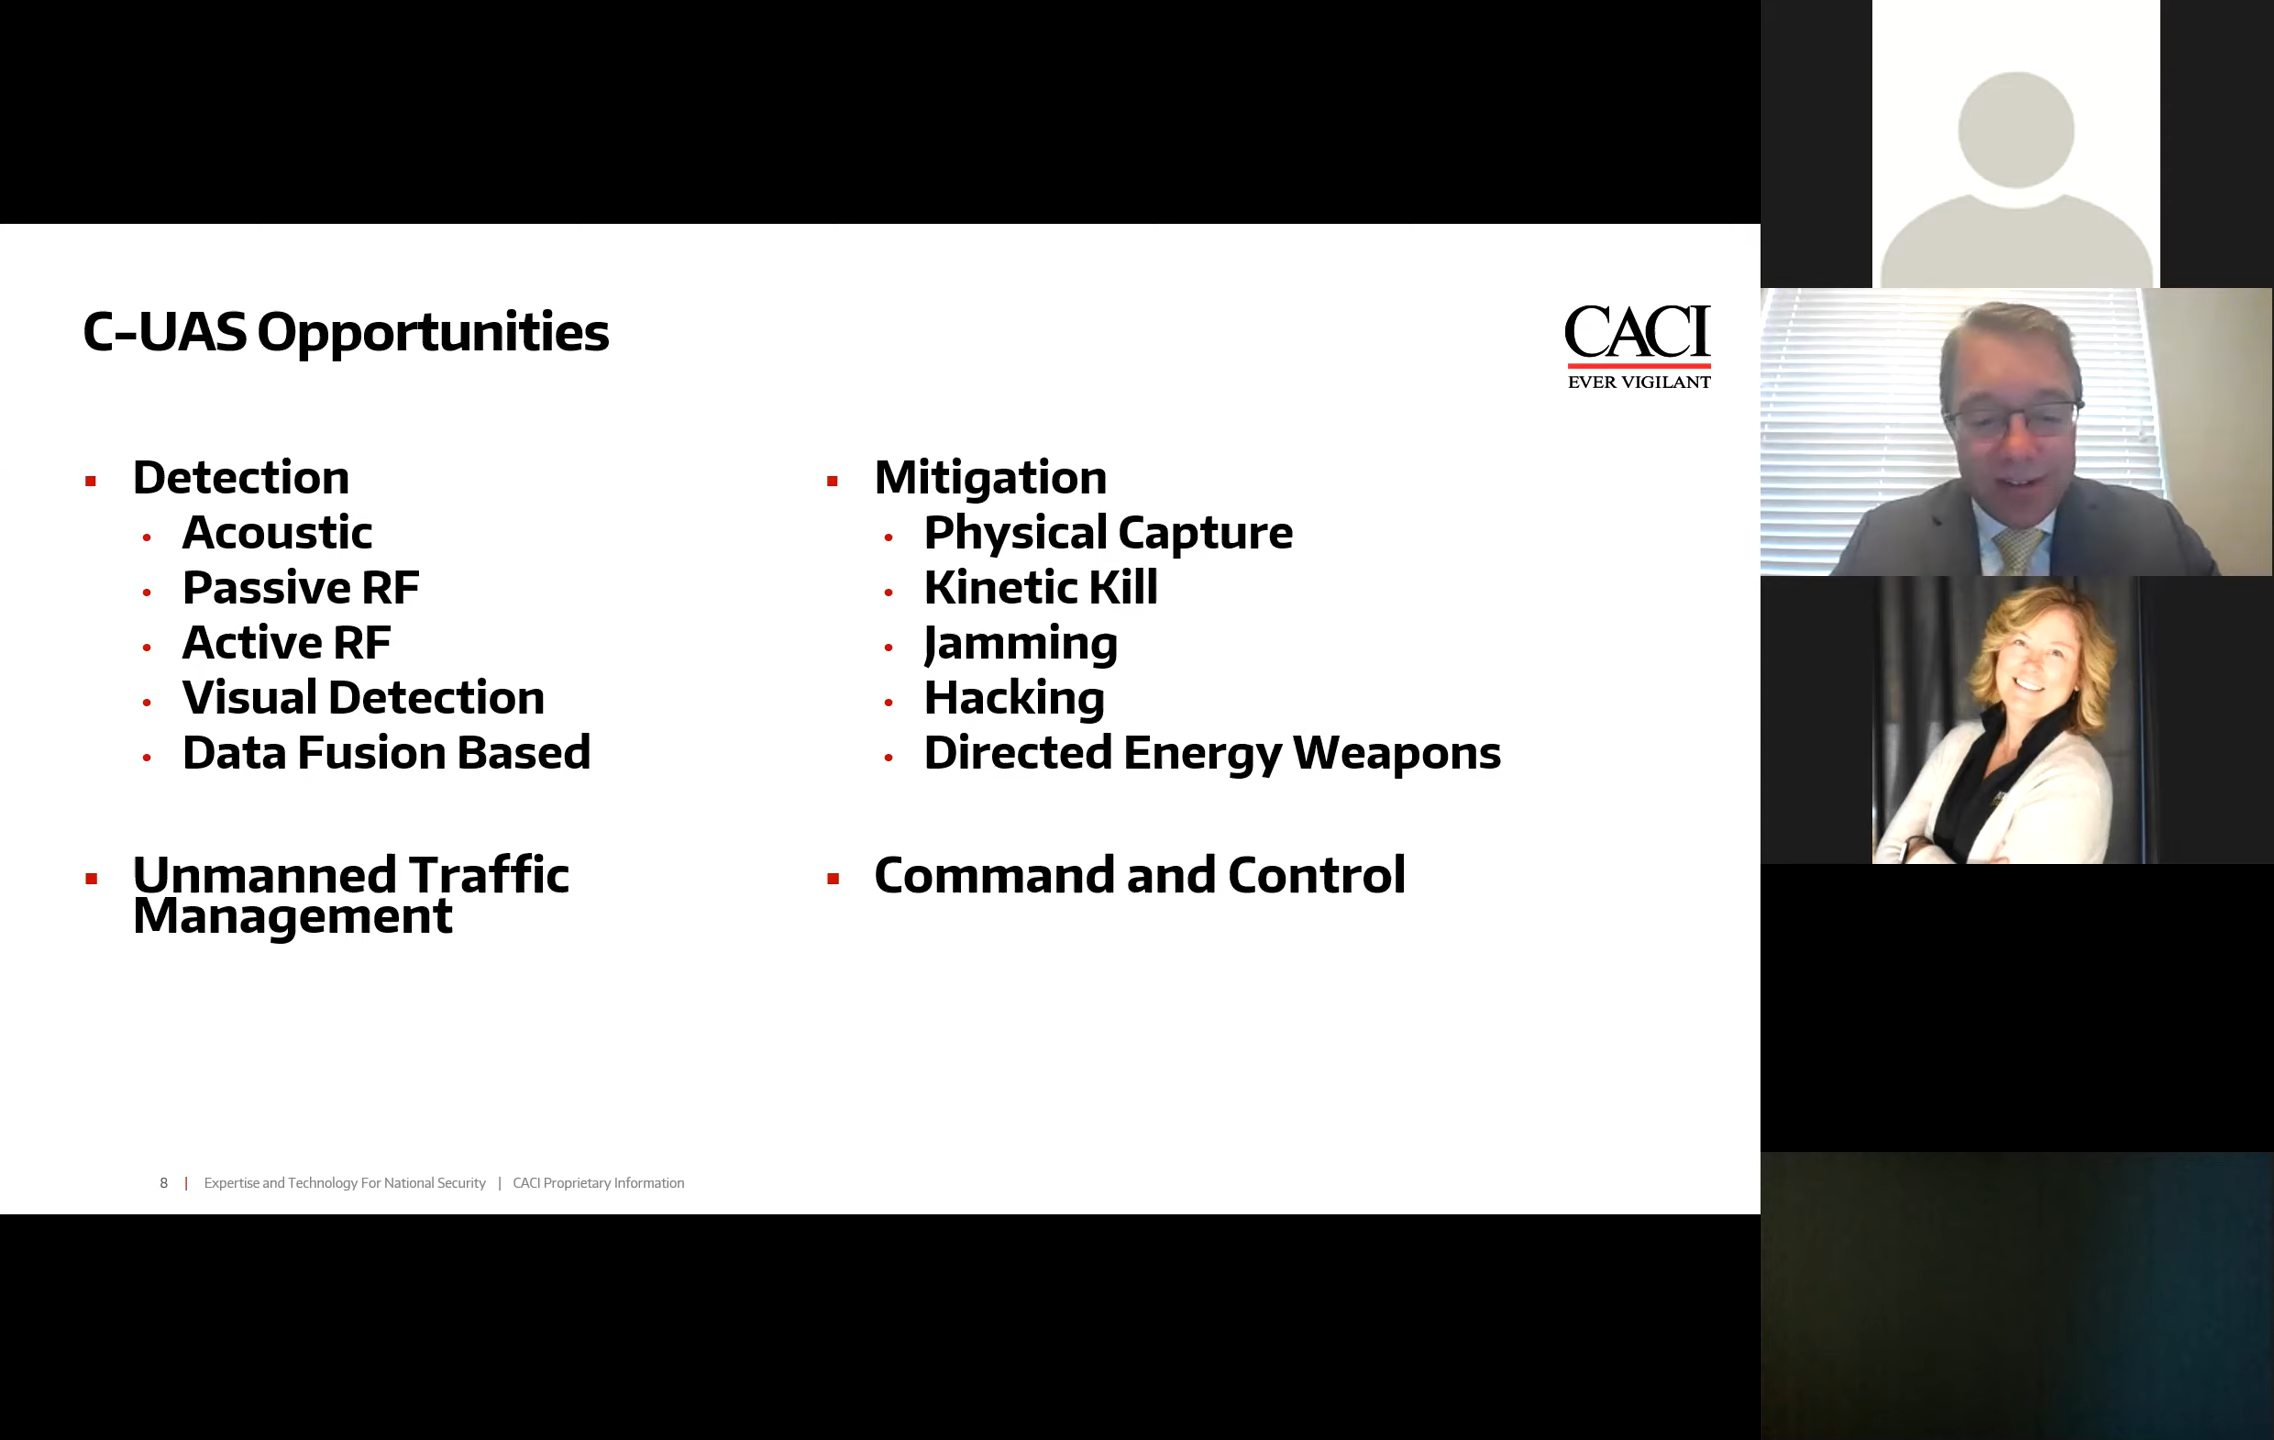 C-UAS Opportunities
CACI
EVER VIGILANT
Detection
Acoustic
Passive RF
Active RF
Visual Detection
Data Fusion Based
Unmanned Traffic
Management
Mitigation
Physical Capture
Kinetic Kill
Jamming
Hacking
Directed Energy Weapons
Command and Control
8 | Expertise and Technology For National Security | CACI Proprietary Information